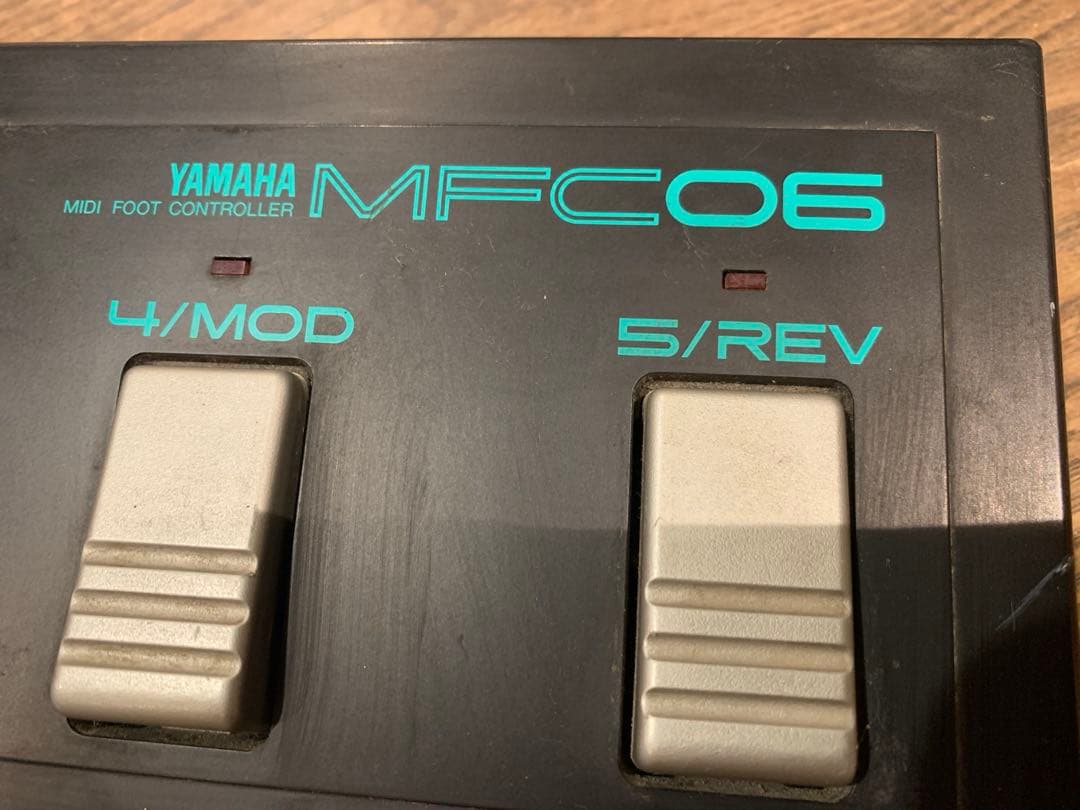 YAMAHA
MIDI FOOT CONTROLLER
MFC06
4/MOD
5/REV